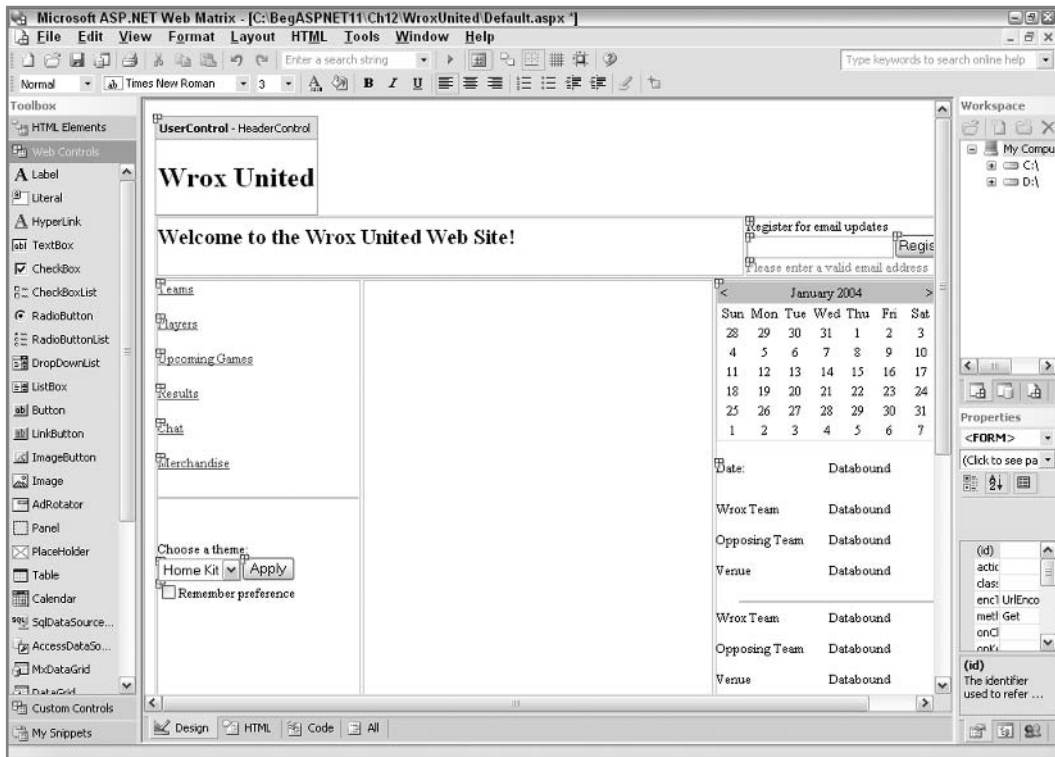 Microsoft ASP.NET Web Matrix - [C:\BegASPNET11\Ch12\WroxUnited\Default.aspx *]
File Edit View Format Layout HTML Tools Window Help
Enter a search string
Type keywords to search online help
Normal
Times New Roman
3
A B I U
Toolbox
HTML Elements
Web Controls
Label
Literal
HyperLink
TextBox
CheckBox
CheckBoxList
RadioButton
RadioButtonList
DropDownList
ListBox
Button
LinkButton
ImageButton
Image
AdRotator
Panel
PlaceHolder
Table
Calendar
SqlDataSource...
AccessDataSo...
MxDataGrid
DataGrid
Custom Controls
My Snippets
UserControl - HeaderControl
Wrox United
Welcome to the Wrox United Web Site!
Register for email updates
Regis
Please enter a valid email address
Teams
Players
Upcoming Games
Results
Chat
Merchandise
Choose a theme:
Home Kit
Apply
Remember preference
< January 2004 >
Sun Mon Tue Wed Thu Fri Sat
28 29 30 31 1 2 3
4 5 6 7 8 9 10
11 12 13 14 15 16 17
18 19 20 21 22 23 24
25 26 27 28 29 30 31
1 2 3 4 5 6 7
Date: Databound
Wrox Team Databound
Opposing Team Databound
Venue Databound
Wrox Team Databound
Opposing Team Databound
Venue Databound
Design HTML Code All
Workspace
My Compu
C:\
D:\
Properties
<FORM>
(Click to see pa
(id)
actic
clas:
encT UrlEnco
metl Get
onCl
onK
(id)
The identifier
used to refer ...